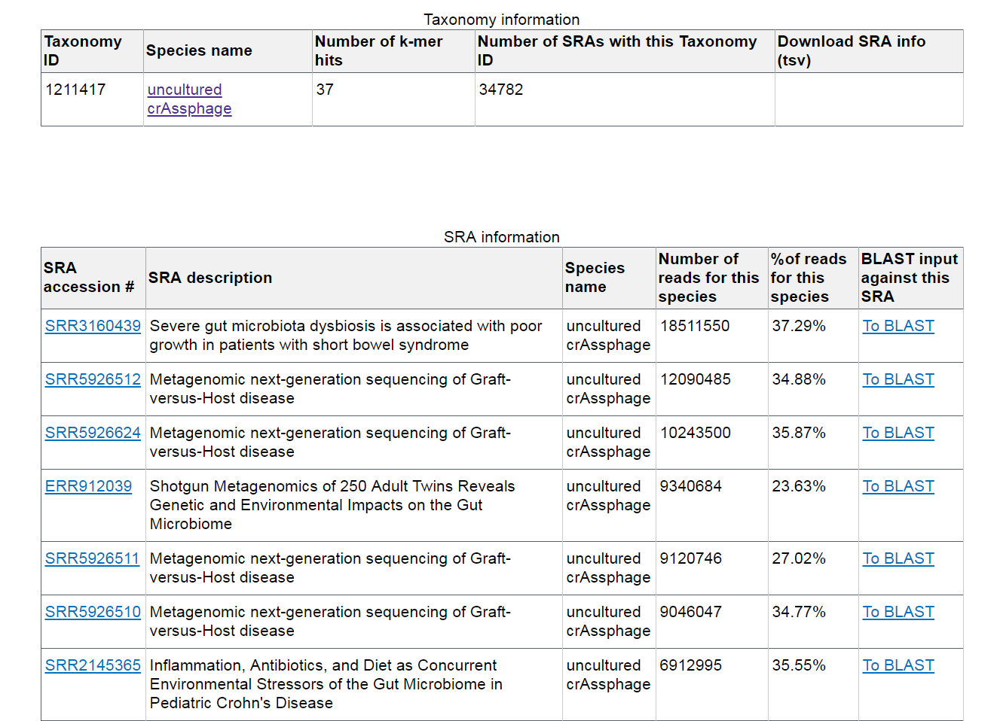 Taxonomy information
Taxonomy ID
Species name
Number of k-mer hits
Number of SRAs with this Taxonomy ID
Download SRA info (tsv)
1211417
uncultured crAssphage
37
34782
SRA information
SRA accession #
SRA description
Species name
Number of reads for this species
%of reads for this species
BLAST input against this SRA
SRR3160439
Severe gut microbiota dysbiosis is associated with poor
growth in patients with short bowel syndrome
uncultured crAssphage
18511550
37.29%
To BLAST
SRR5926512
Metagenomic next-generation sequencing of Graft-
versus-Host disease
uncultured crAssphage
12090485
34.88%
To BLAST
SRR5926624
Metagenomic next-generation sequencing of Graft-
versus-Host disease
uncultured crAssphage
10243500
35.87%
To BLAST
ERR912039
Shotgun Metagenomics of 250 Adult Twins Reveals
Genetic and Environmental Impacts on the Gut
Microbiome
uncultured crAssphage
9340684
23.63%
To BLAST
SRR5926511
Metagenomic next-generation sequencing of Graft-
versus-Host disease
uncultured crAssphage
9120746
27.02%
To BLAST
SRR5926510
Metagenomic next-generation sequencing of Graft-
versus-Host disease
uncultured crAssphage
9046047
34.77%
To BLAST
SRR2145365
Inflammation, Antibiotics, and Diet as Concurrent
Environmental Stressors of the Gut Microbiome in
Pediatric Crohn's Disease
uncultured crAssphage
6912995
35.55%
To BLAST